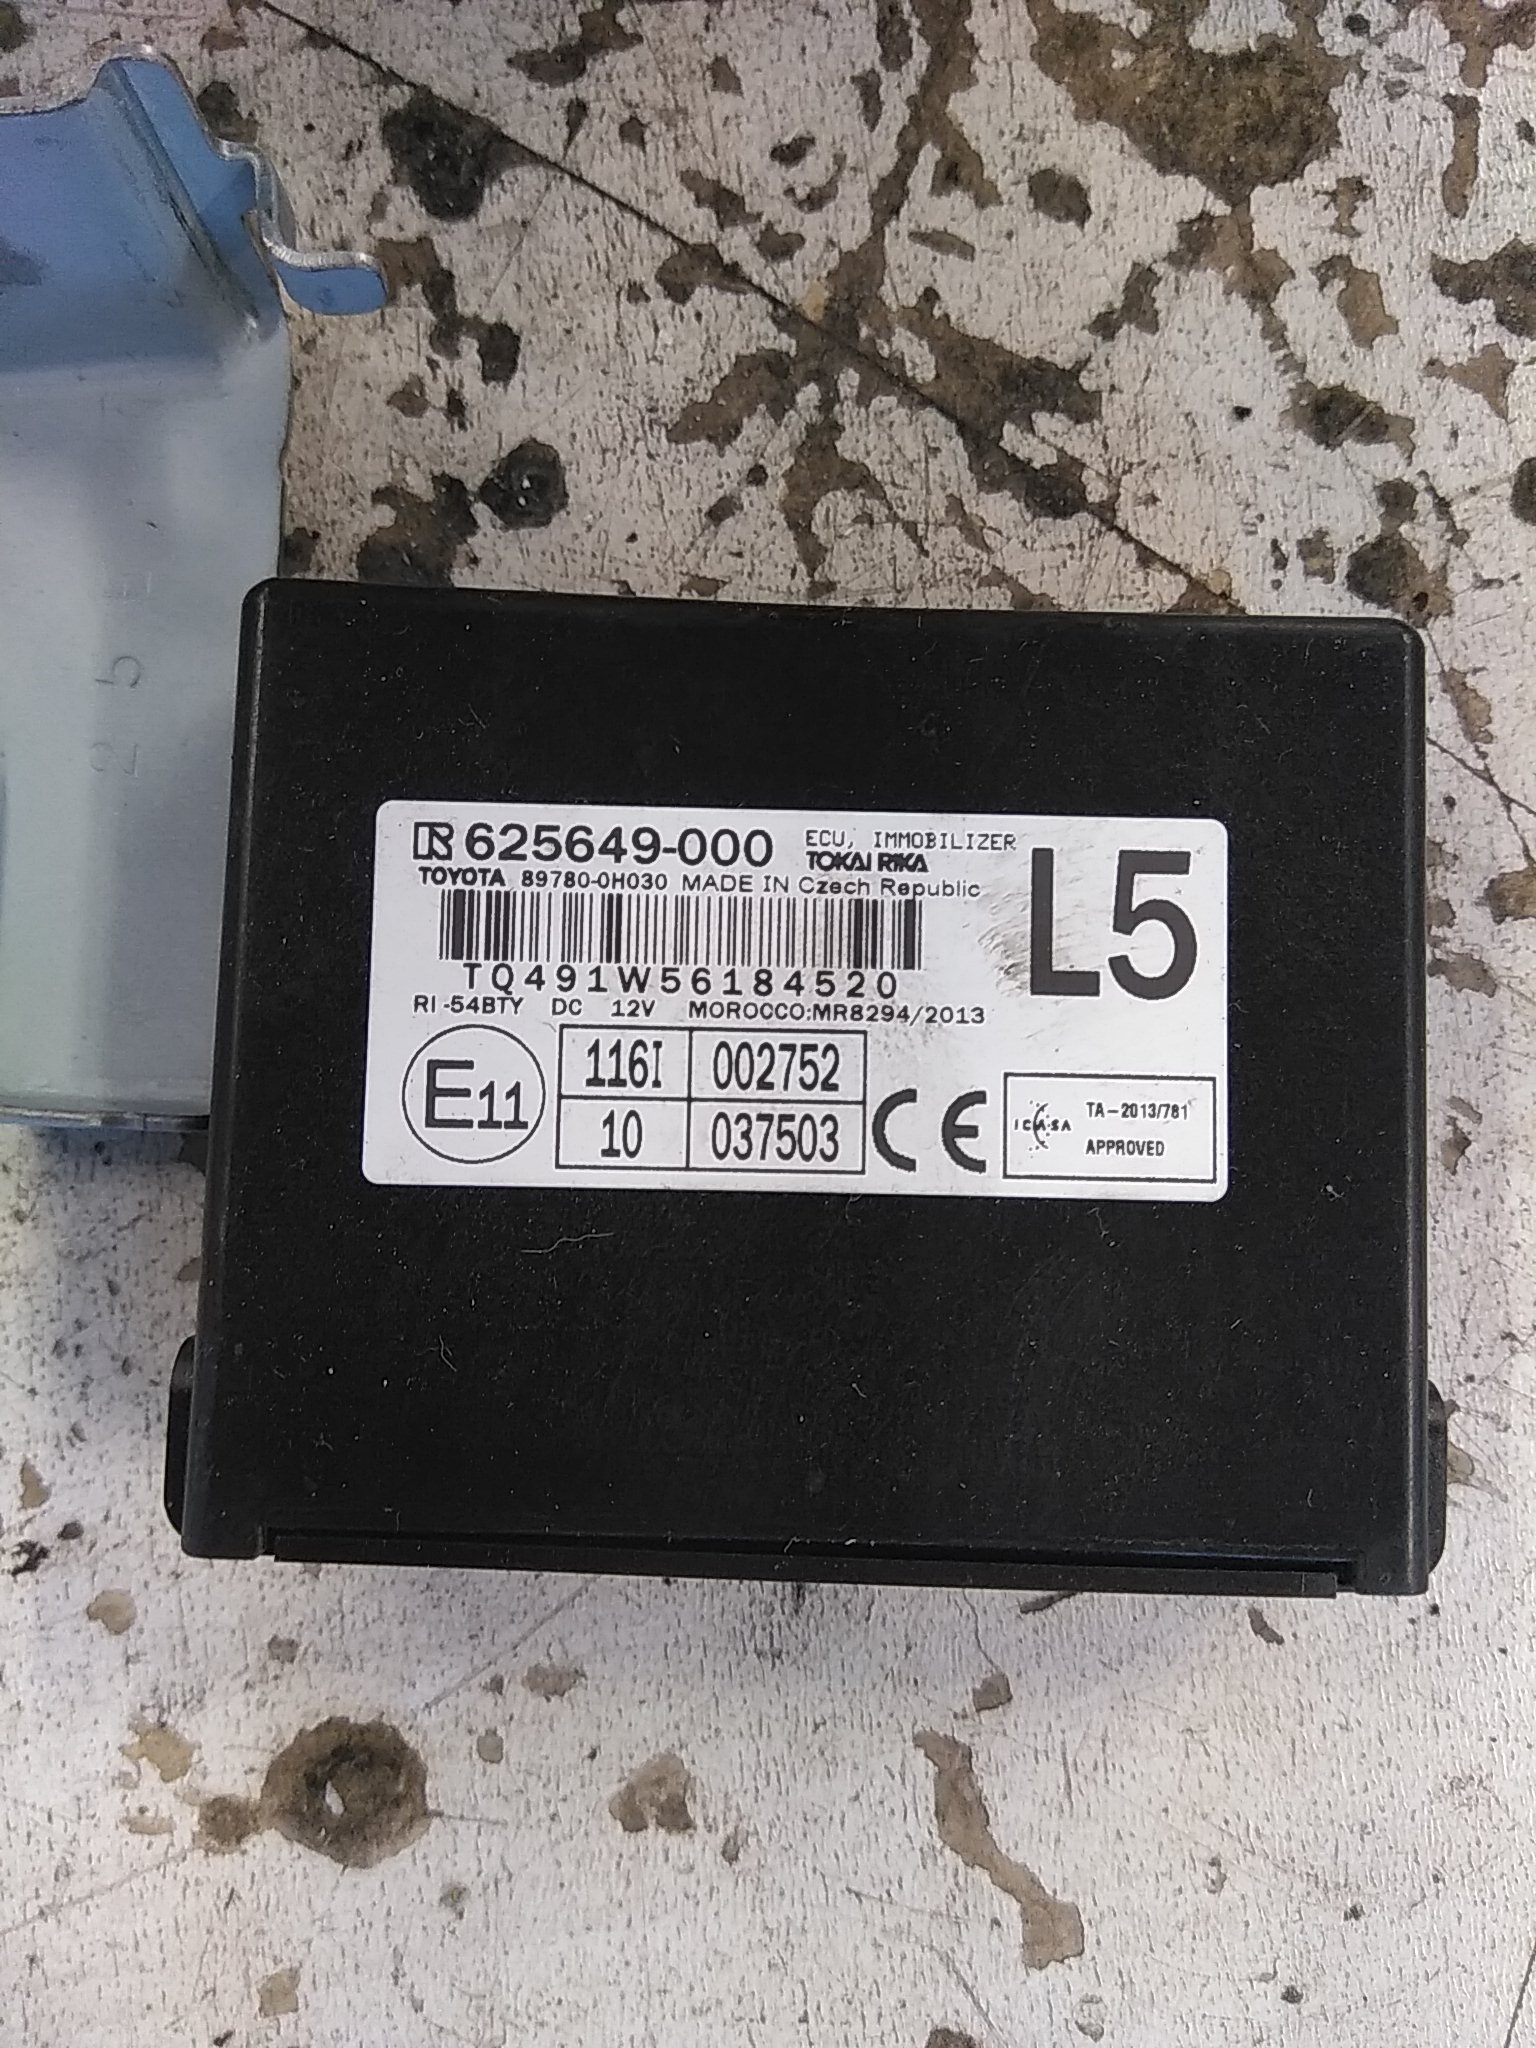 625649-000 ECU, IMMOBILIZER
TOKAI RIKA
TOYOTA 89780-0H030 MADE IN Czech Republic
L5
TQ491W56184520
RI-54BTY DC 12V MOROCCO:MR8294/2013
E11
116I 002752
10 037503
CE
ICASA
TA-2013/781
APPROVED